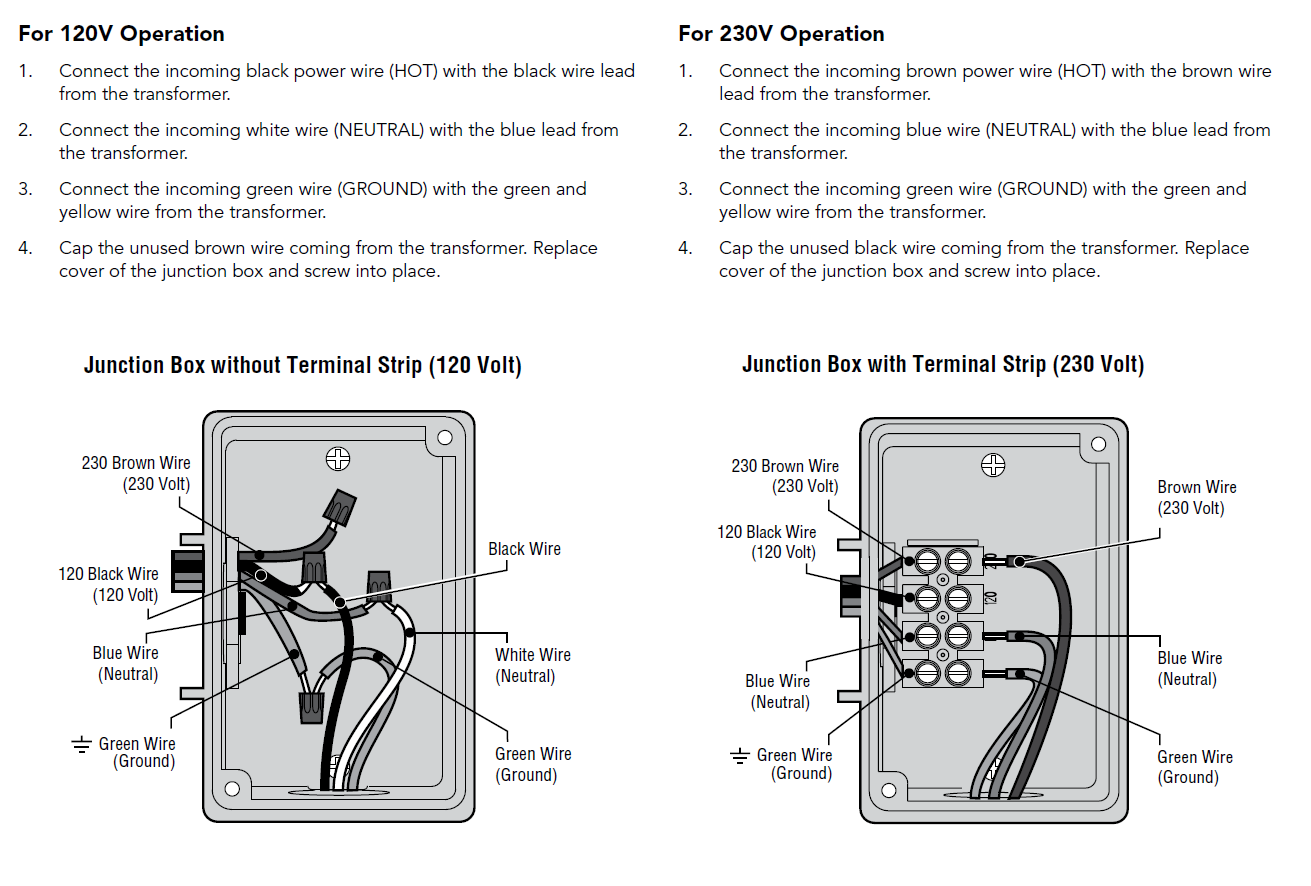 For 120V Operation
1. Connect the incoming black power wire (HOT) with the black wire lead
from the transformer.
2. Connect the incoming white wire (NEUTRAL) with the blue lead from
the transformer.
3. Connect the incoming green wire (GROUND) with the green and
yellow wire from the transformer.
4. Cap the unused brown wire coming from the transformer. Replace
cover of the junction box and screw into place.
For 230V Operation
1. Connect the incoming brown power wire (HOT) with the brown wire
lead from the transformer.
2. Connect the incoming blue wire (NEUTRAL) with the blue lead from
the transformer.
3. Connect the incoming green wire (GROUND) with the green and
yellow wire from the transformer.
4. Cap the unused black wire coming from the transformer. Replace
cover of the junction box and screw into place.
Junction Box without Terminal Strip (120 Volt)
230 Brown Wire
(230 Volt)
120 Black Wire
(120 Volt)
Blue Wire
(Neutral)
Green Wire
(Ground)
Black Wire
White Wire
(Neutral)
Green Wire
(Ground)
Junction Box with Terminal Strip (230 Volt)
230 Brown Wire
(230 Volt)
120 Black Wire
(120 Volt)
Blue Wire
(Neutral)
Green Wire
(Ground)
120
Brown Wire
(230 Volt)
Blue Wire
(Neutral)
Green Wire
(Ground)